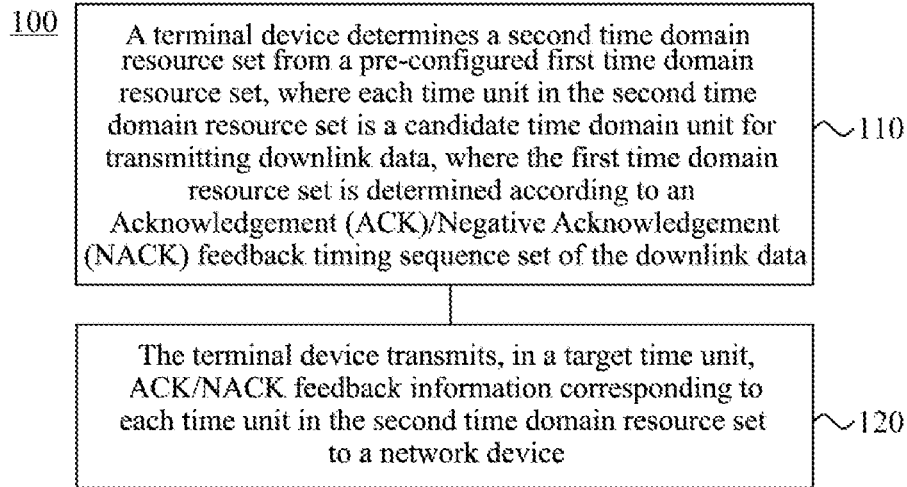 100
A terminal device determines a second time domain
resource set from a pre-configured first time domain
resource set, where each time unit in the second time
domain resource set is a candidate time domain unit for
transmitting downlink data, where the first time domain
resource set is determined according to an
Acknowledgement (ACK)/Negative Acknowledgement
(NACK) feedback timing sequence set of the downlink data
110
The terminal device transmits, in a target time unit,
ACK/NACK feedback information corresponding to
each time unit in the second time domain resource set
to a network device
120